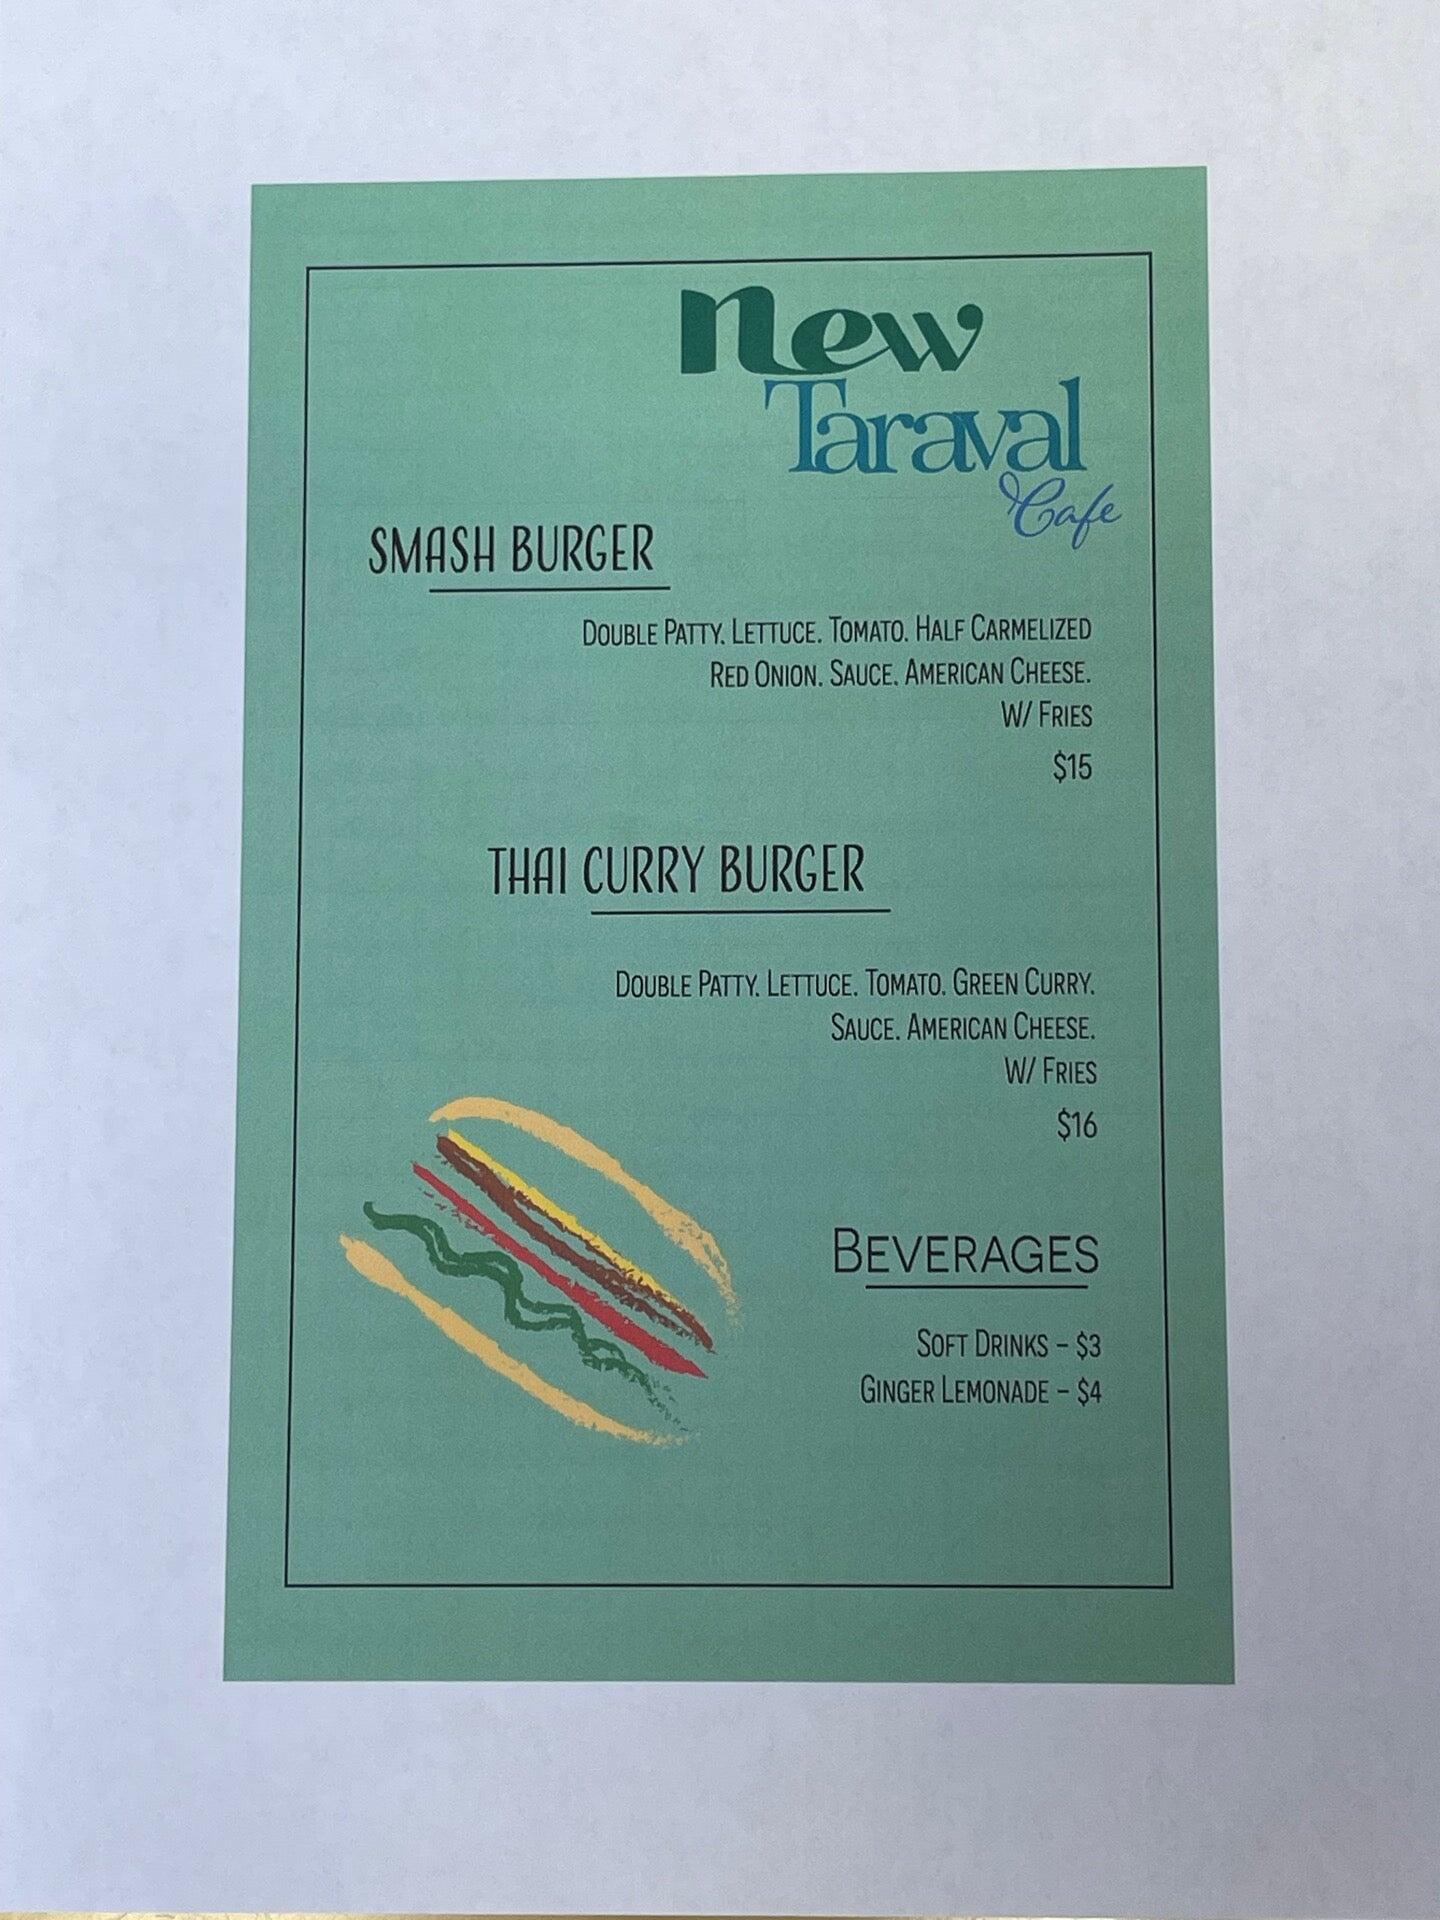 new
Taraval
Cafe
SMASH BURGER
DOUBLE PATTY. LETTUCE. TOMATO. HALF CARMELIZED
RED ONION. SAUCE. AMERICAN CHEESE.
W/ FRIES
$15
THAI CURRY BURGER
DOUBLE PATTY. LETTUCE. TOMATO. GREEN CURRY.
SAUCE. AMERICAN CHEESE.
W/ FRIES
$16
BEVERAGES
SOFT DRINKS – $3
GINGER LEMONADE – $4